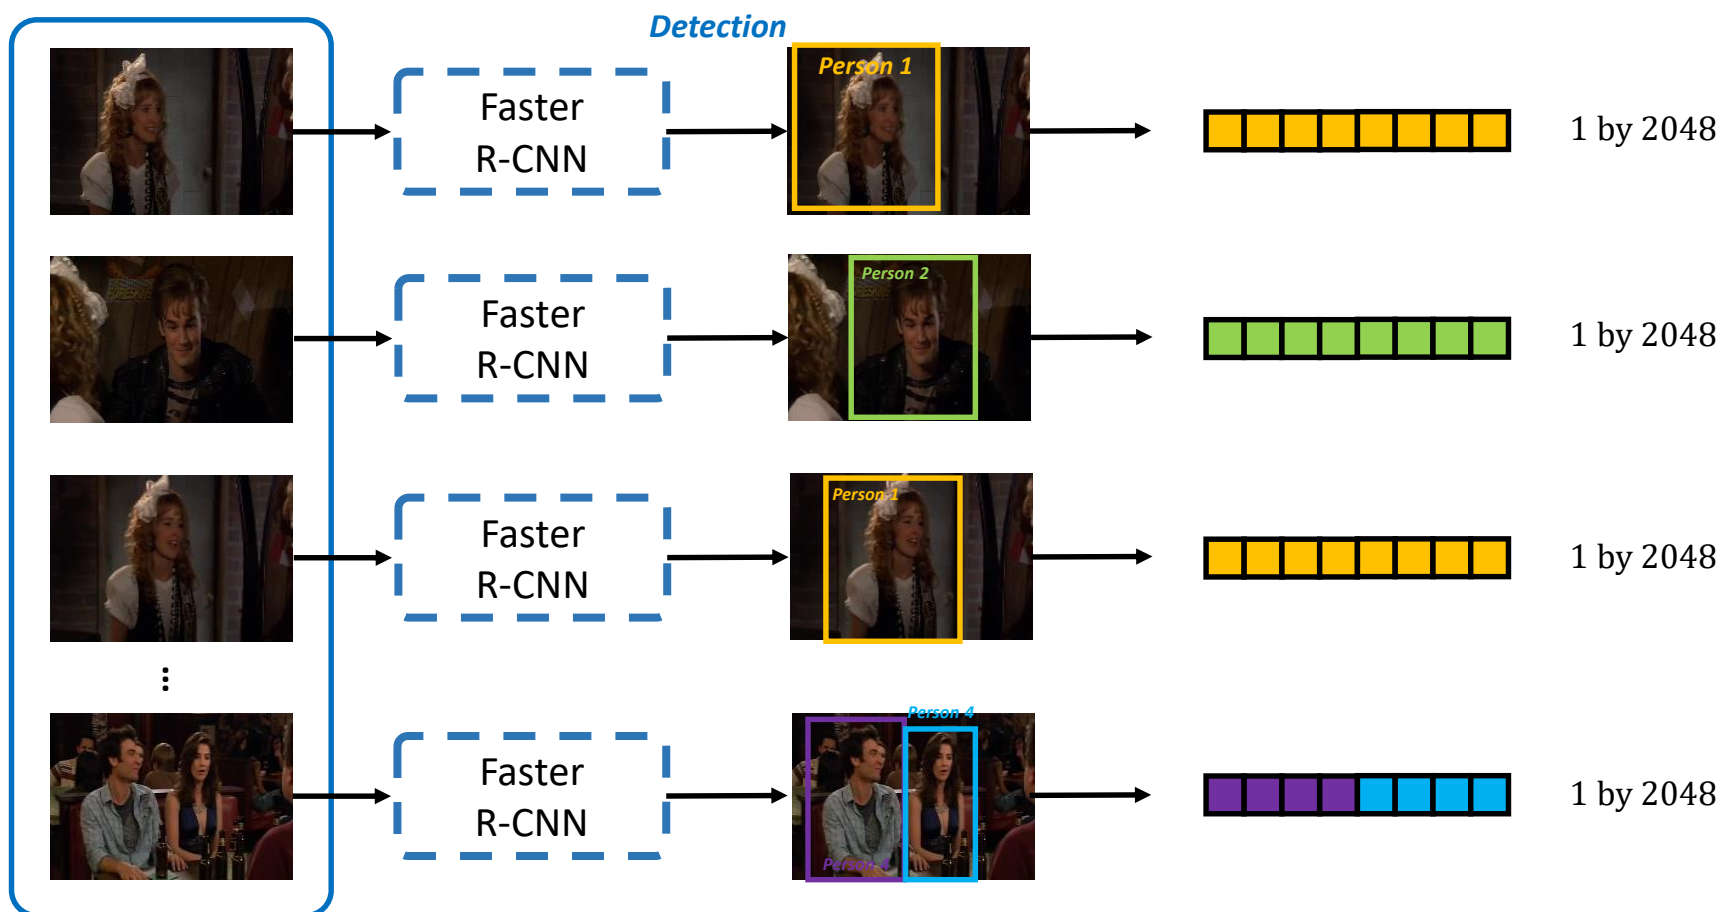 Detection
Faster
R-CNN
Person 1
1 by 2048
Faster
R-CNN
Person 2
1 by 2048
Faster
R-CNN
Person 1
1 by 2048
...
Faster
R-CNN
Person 4
1 by 2048